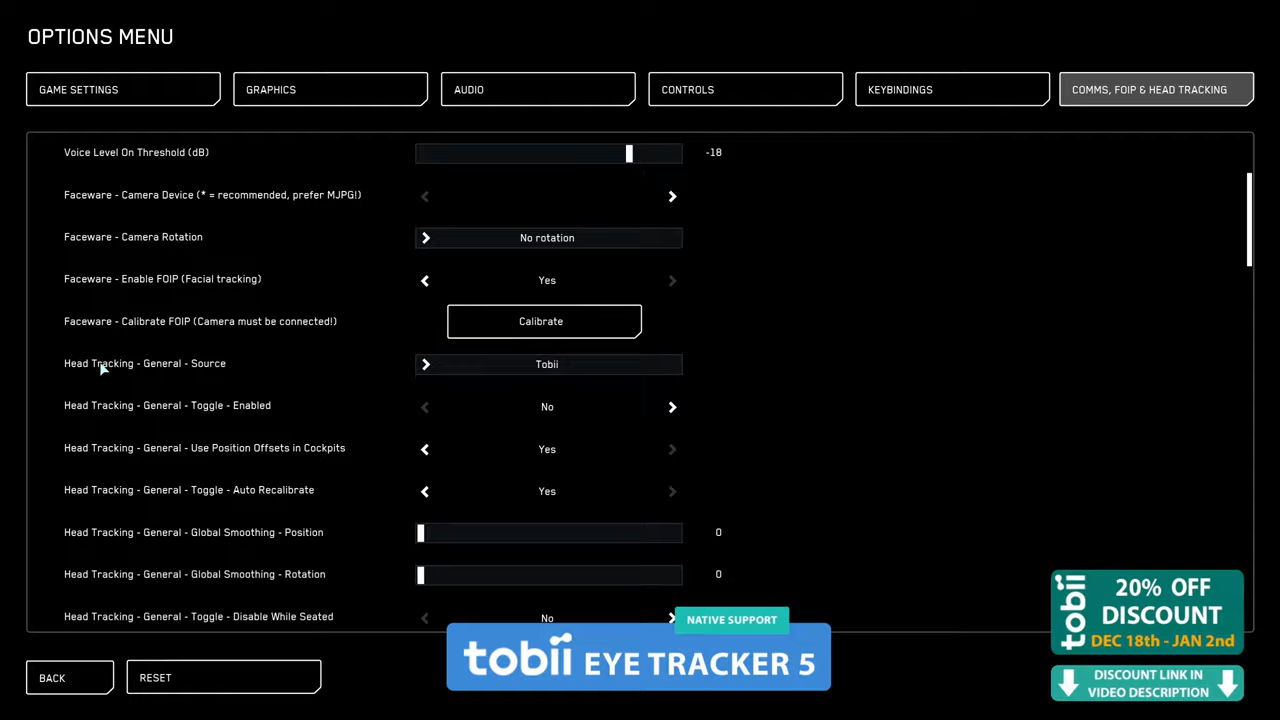 OPTIONS MENU
GAME SETTINGS
GRAPHICS
AUDIO
CONTROLS
KEYBINDINGS
COMMS, FOIP & HEAD TRACKING
Voice Level On Threshold (dB)
-18
Faceware - Camera Device (* = recommended, prefer MJPG!)
Faceware - Camera Rotation
No rotation
Faceware - Enable FOIP (Facial tracking)
Yes
Faceware - Calibrate FOIP (Camera must be connected!)
Calibrate
Head Tracking - General - Source
Tobii
Head Tracking - General - Toggle - Enabled
No
Head Tracking - General - Use Position Offsets in Cockpits
Yes
Head Tracking - General - Toggle - Auto Recalibrate
Yes
Head Tracking - General - Global Smoothing - Position
0
Head Tracking - General - Global Smoothing - Rotation
0
Head Tracking - General - Toggle - Disable While Seated
No
NATIVE SUPPORT
tobii EYE TRACKER 5
tobii
20% OFF
DISCOUNT
DEC 18th - JAN 2nd
DISCOUNT LINK IN
VIDEO DESCRIPTION
BACK
RESET